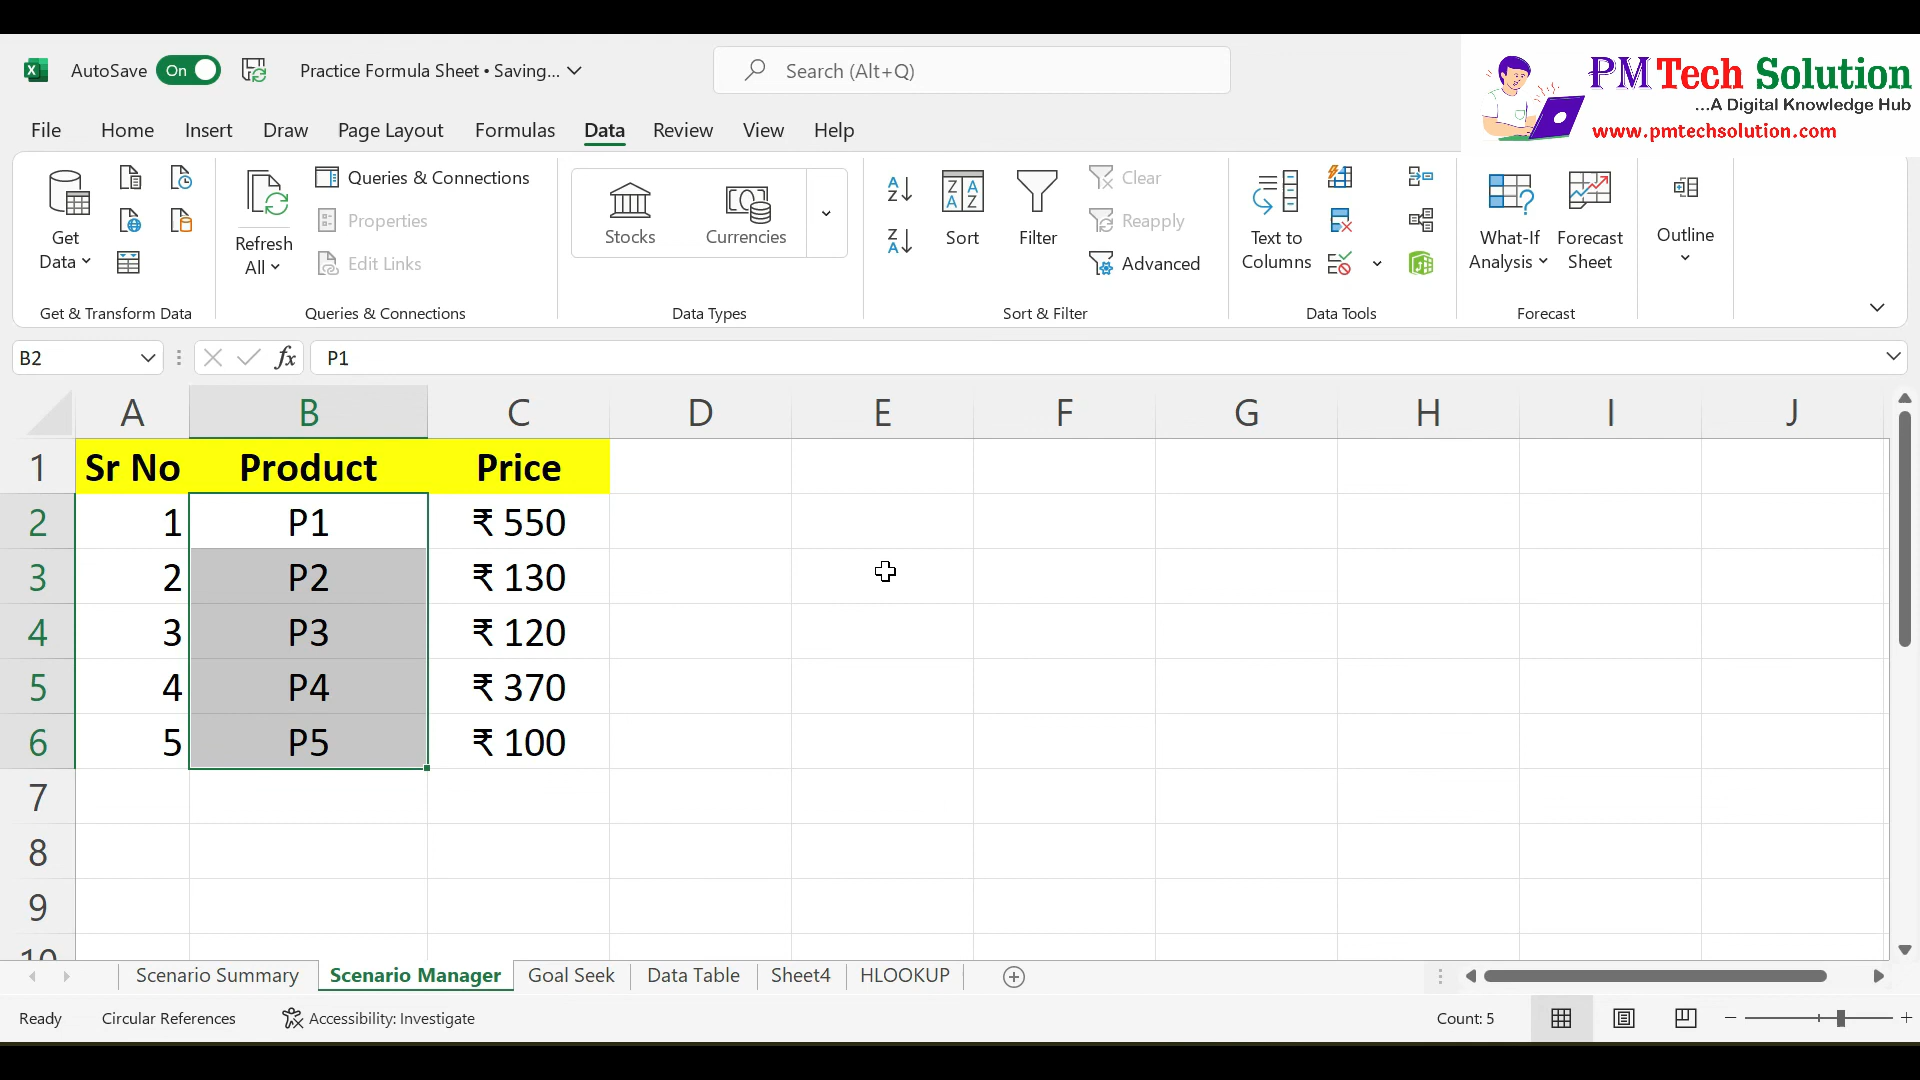 AutoSave On Practice Formula Sheet • Saving... Search (Alt+Q)
PM Tech Solution
...A Digital Knowledge Hub
www.pmtechsolution.com
File Home Insert Draw Page Layout Formulas Data Review View Help
Get Data
Get & Transform Data
Refresh All
Queries & Connections
Properties
Edit Links
Queries & Connections
Stocks Currencies
Data Types
Sort
Filter
Clear
Reapply
Advanced
Sort & Filter
Text to Columns
Data Tools
What-If Analysis
Forecast Sheet
Forecast
Outline
B2 fx P1
A B C D E F G H I J
1 Sr No Product Price
2 1 P1 ₹ 550
3 2 P2 ₹ 130
4 3 P3 ₹ 120
5 4 P4 ₹ 370
6 5 P5 ₹ 100
7
8
9
10
Scenario Summary Scenario Manager Goal Seek Data Table Sheet4 HLOOKUP
Ready Circular References Accessibility: Investigate Count: 5